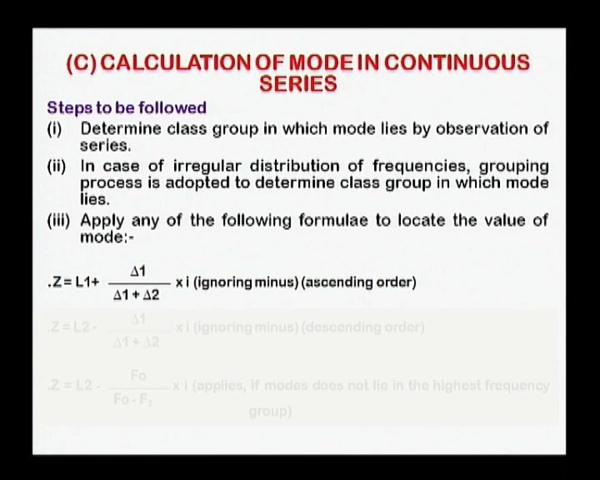 (C) CALCULATION OF MODE IN CONTINUOUS
SERIES
Steps to be followed
(i) Determine class group in which mode lies by observation of
series.
(ii) In case of irregular distribution of frequencies, grouping
process is adopted to determine class group in which mode
lies.
(iii) Apply any of the following formulae to locate the value of
mode:-
.Z = L1+ Δ1 / Δ1 + Δ2 x i (ignoring minus) (ascending order)
.Z = L2 - Δ1 / Δ1 + Δ2 x i (ignoring minus) (descending order)
.Z = L2 - Fo / Fo - F₁ x i (applies, if modes does not lie in the highest frequency
group)